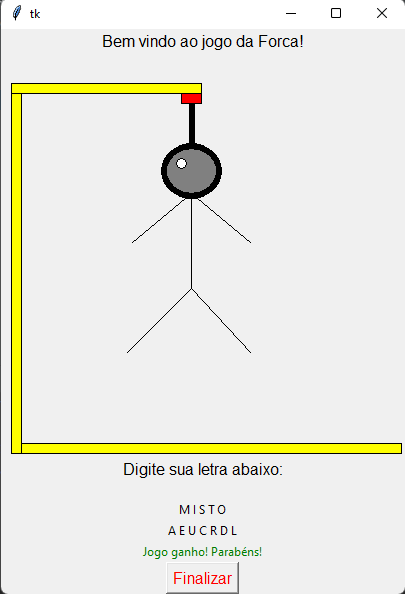 tk
Bem vindo ao jogo da Forca!
Digite sua letra abaixo:
M I S T O
A E U C R D L
Jogo ganho! Parabéns!
Finalizar